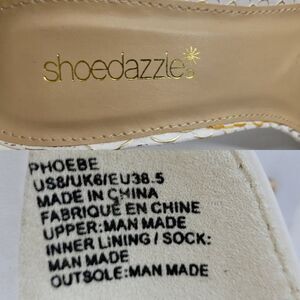 shoedazzle
PHOEBE
US8/UK6/EU38.5
MADE IN CHINA
FABRIQUÉ EN CHINE
UPPER:MAN MADE
INNER LINING / SOCK:
MAN MADE
OUTSOLE:MAN MADE